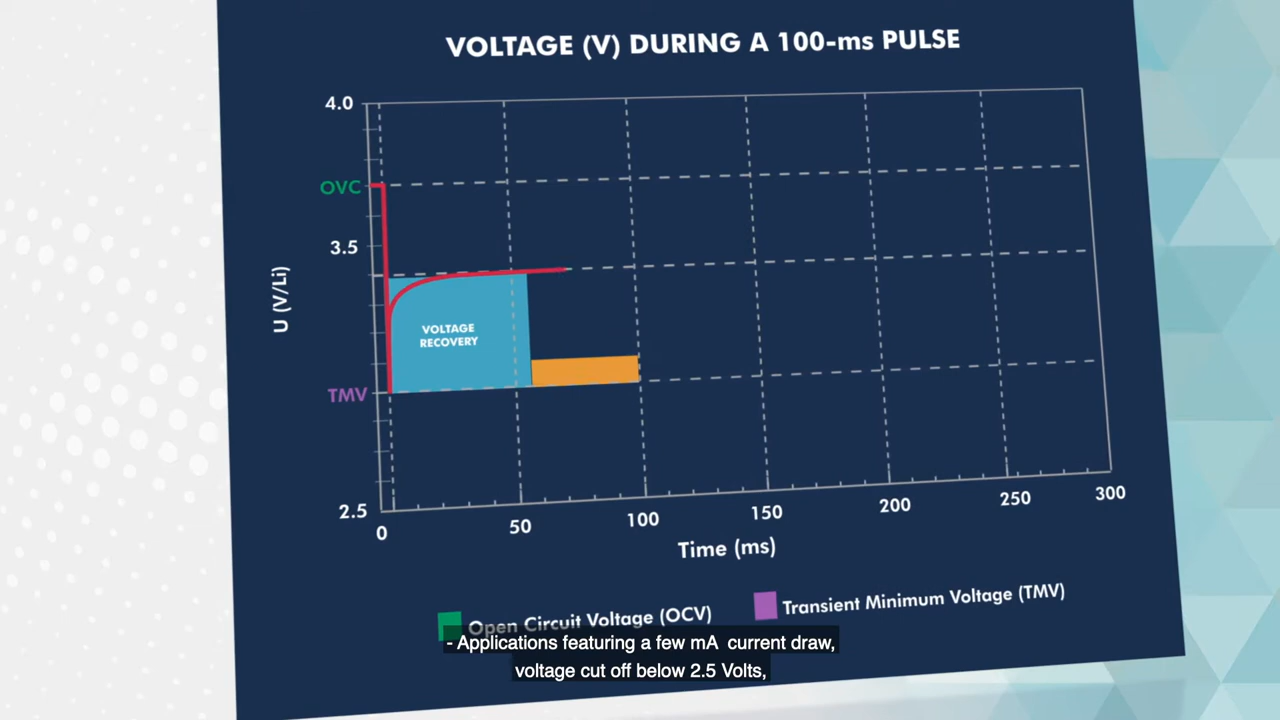 VOLTAGE (V) DURING A 100-ms PULSE
4.0
OVC
3.5
U (V/Li)
VOLTAGE
RECOVERY
TMV
2.5
0
50
100
150
200
250
300
Time (ms)
Open Circuit Voltage (OCV)
Transient Minimum Voltage (TMV)
- Applications featuring a few mA current draw,
voltage cut off below 2.5 Volts,